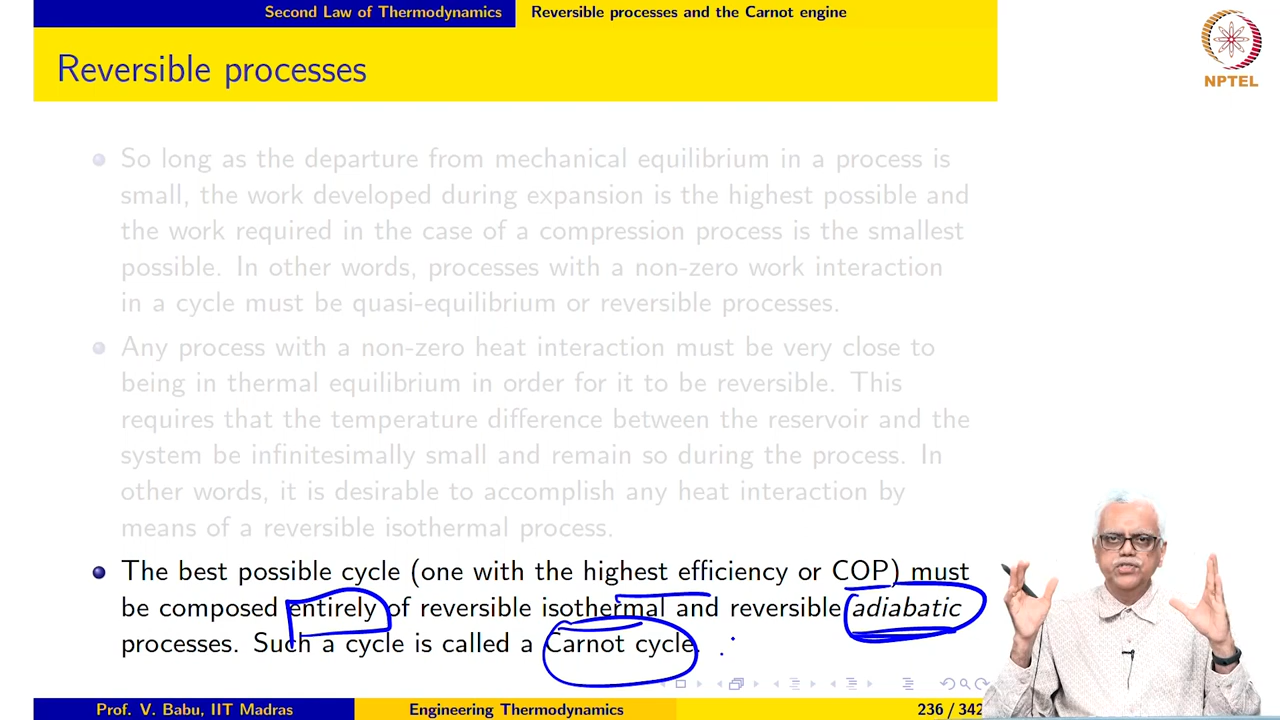 Second Law of Thermodynamics Reversible processes and the Carnot engine
NPTEL
Reversible processes
So long as the departure from mechanical equilibrium in a process is
small, the work developed during expansion is the highest possible and
the work required in the case of a compression process is the smallest
possible. In other words, processes with a non-zero work interaction
in a cycle must be quasi-equilibrium or reversible processes.
Any process with a non-zero heat interaction must be very close to
being in thermal equilibrium in order for it to be reversible. This
requires that the temperature difference between the reservoir and the
system be infinitesimally small and remain so during the process. In
other words, it is desirable to accomplish any heat interaction by
means of a reversible isothermal process.
The best possible cycle (one with the highest efficiency or COP) must
be composed entirely of reversible isothermal and reversible adiabatic
processes. Such a cycle is called a Carnot cycle.
Prof. V. Babu, IIT Madras Engineering Thermodynamics 236 / 342